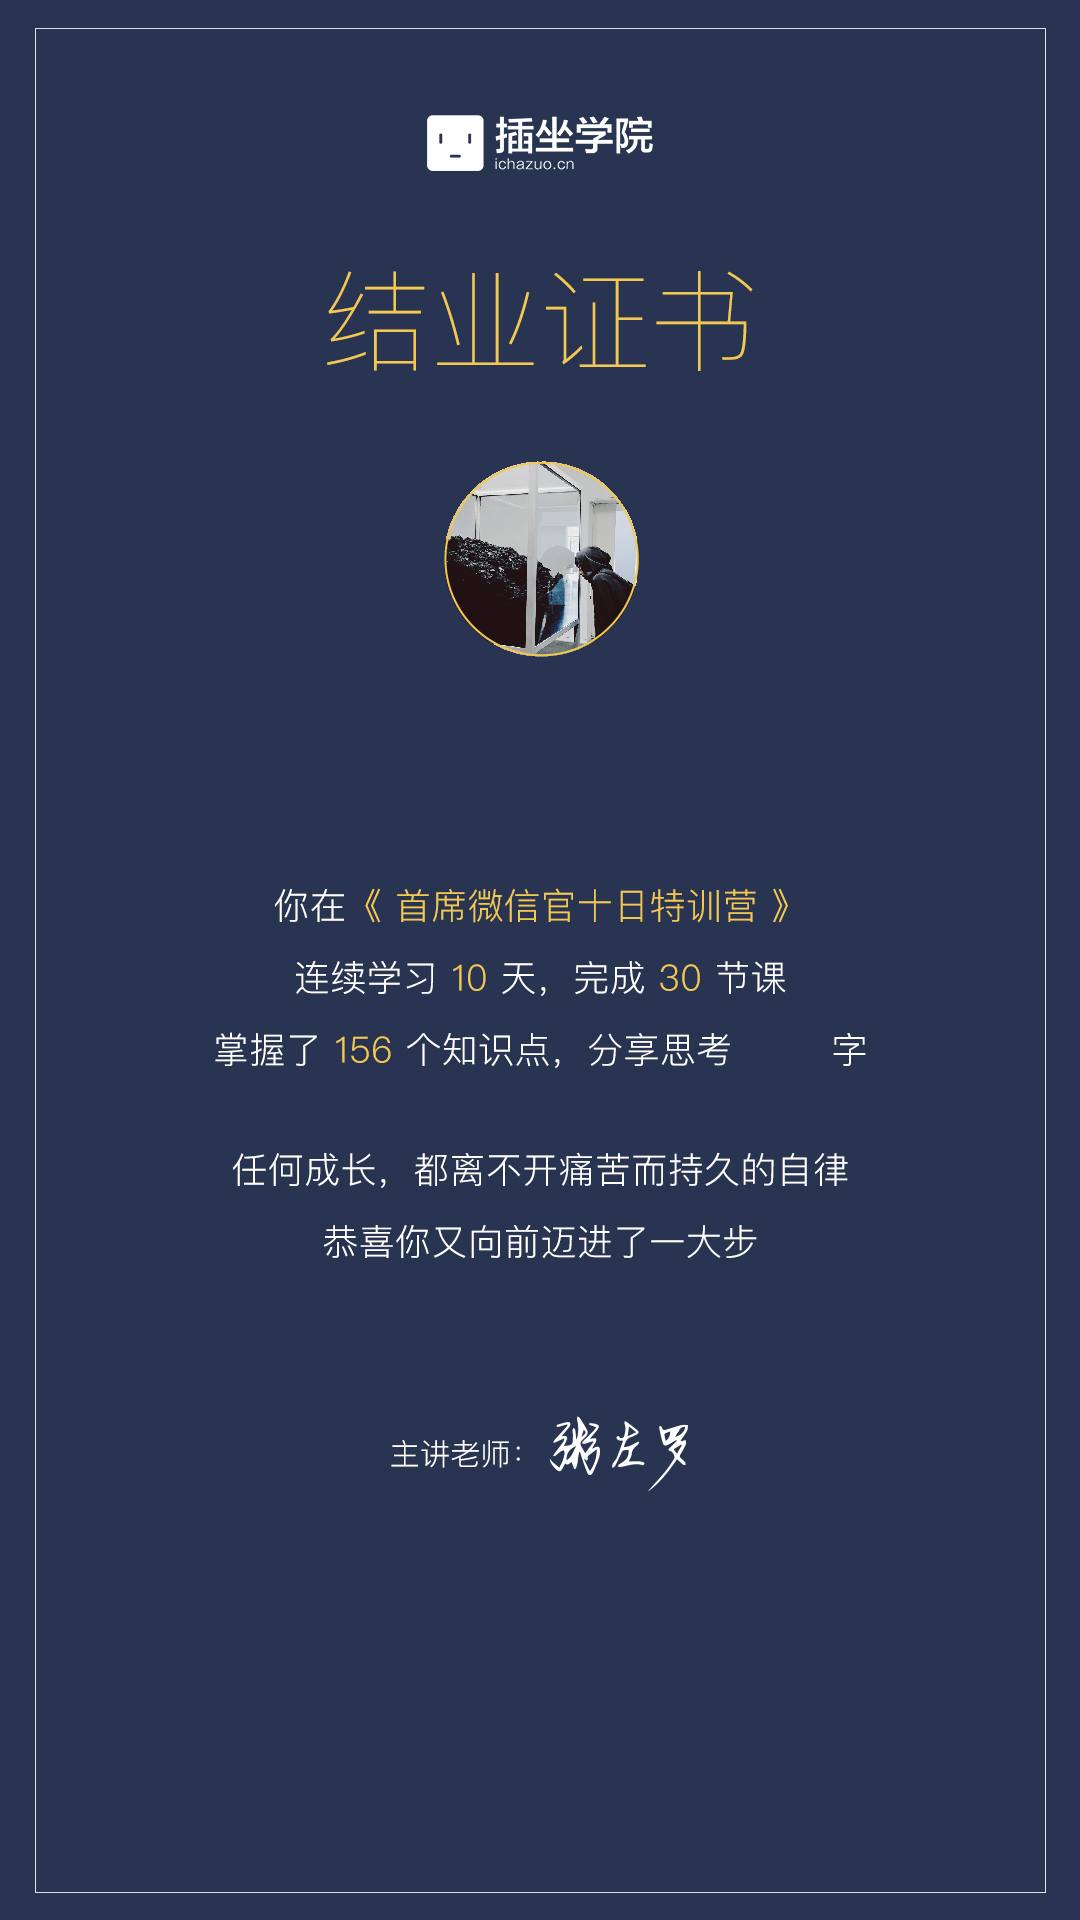 插坐学院
ichazuo.cn
结业证书
你在《 首席微信官十日特训营 》
连续学习 10 天，完成 30 节课
掌握了 156 个知识点，分享思考 字
任何成长，都离不开痛苦而持久的自律
恭喜你又向前迈进了一大步
主讲老师：粥左罗